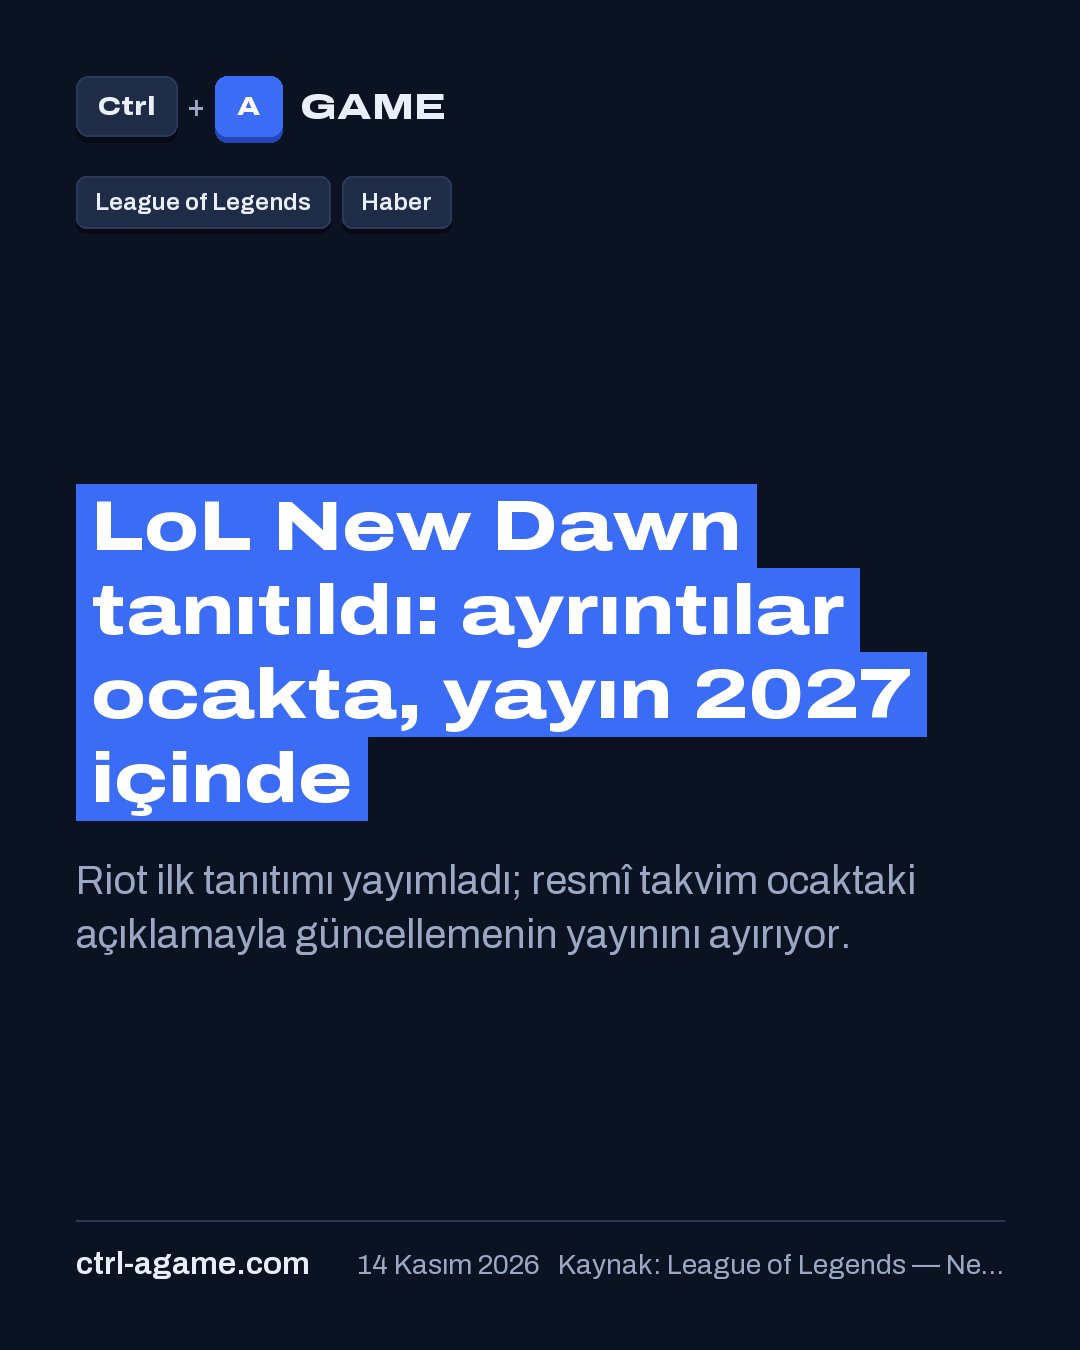 Ctrl + A GAME
League of Legends Haber
LoL New Dawn
tanıtıldı: ayrıntılar
ocakta, yayın 2027
içinde
Riot ilk tanıtımı yayımladı; resmî takvim ocaktaki
açıklamayla güncellemenin yayınını ayırıyor.
ctrl-agame.com 14 Kasım 2026 Kaynak: League of Legends — Ne…